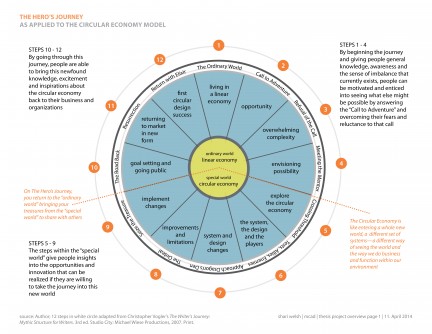 THE HERO'S JOURNEY
AS APPLIED TO THE CIRCULAR ECONOMY MODEL
STEPS 10 - 12
By going through this
journey, people are able
to bring this newfound
knowledge, excitement
and inspirations about
the circular economy
back to their business and
organizations
STEPS 1 - 4
By beginning the journey
and giving people general
knowledge, awareness and
the sense of imbalance that
currently exists, people can
be motivated and enticed
into seeing what else might
be possible by answering
the "Call to Adventure" and
overcoming their fears and
reluctance to that call
1
2
3
4
5
6
7
8
9
10
11
12
The Ordinary World
Call to Adventure
Refusal of the Call
Meeting the Mentor
Crossing Threshold
Tests, Allies, Enemies
Approach Dragon's Den
The Ordeal
The Road Back
Resurrection
Return with Elixir
living in
a linear
economy
opportunity
overwhelming
complexity
envisioning
possibility
explore
the circular
economy
the system,
the design
and the
players
system and
design
changes
improvements
and
limitations
implement
changes
goal setting and
going public
returning
to market
in new
form
first
circular
design
success
ordinary world
linear economy
special world
circular economy
On The Hero's Journey,
you return to the "ordinary
world" bringing your
treasures from the "special
world" to share with others
The Circular Economy is
like entering a whole new
world, a different set of
systems—a different way
of seeing the world and
the way we do business
and function within our
environment
STEPS 5 - 9
The steps within the "special
world" give people insights
into the opportunities and
innovation that can be
realized if they are willing
to take the journey into this
new world
source: Author; 12 Steps in white circle adapted from Christopher Vogler's The Writer's Journey:
Mythic Structure for Writers, 3rd ed. Studio City: Michael Wiese Productions, 2007. Print.
| mcad | thesis project overview page 1 | 11. April 2014